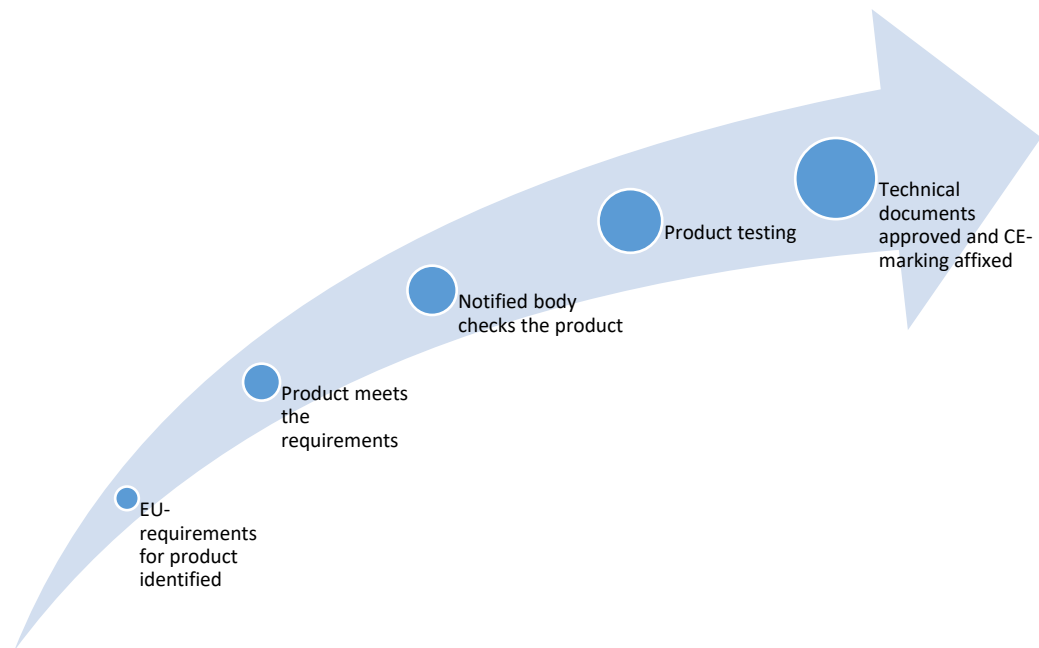 EU-
requirements
for product
identified
Product meets
the
requirements
Notified body
checks the product
Product testing
Technical
documents
approved and CE-
marking affixed